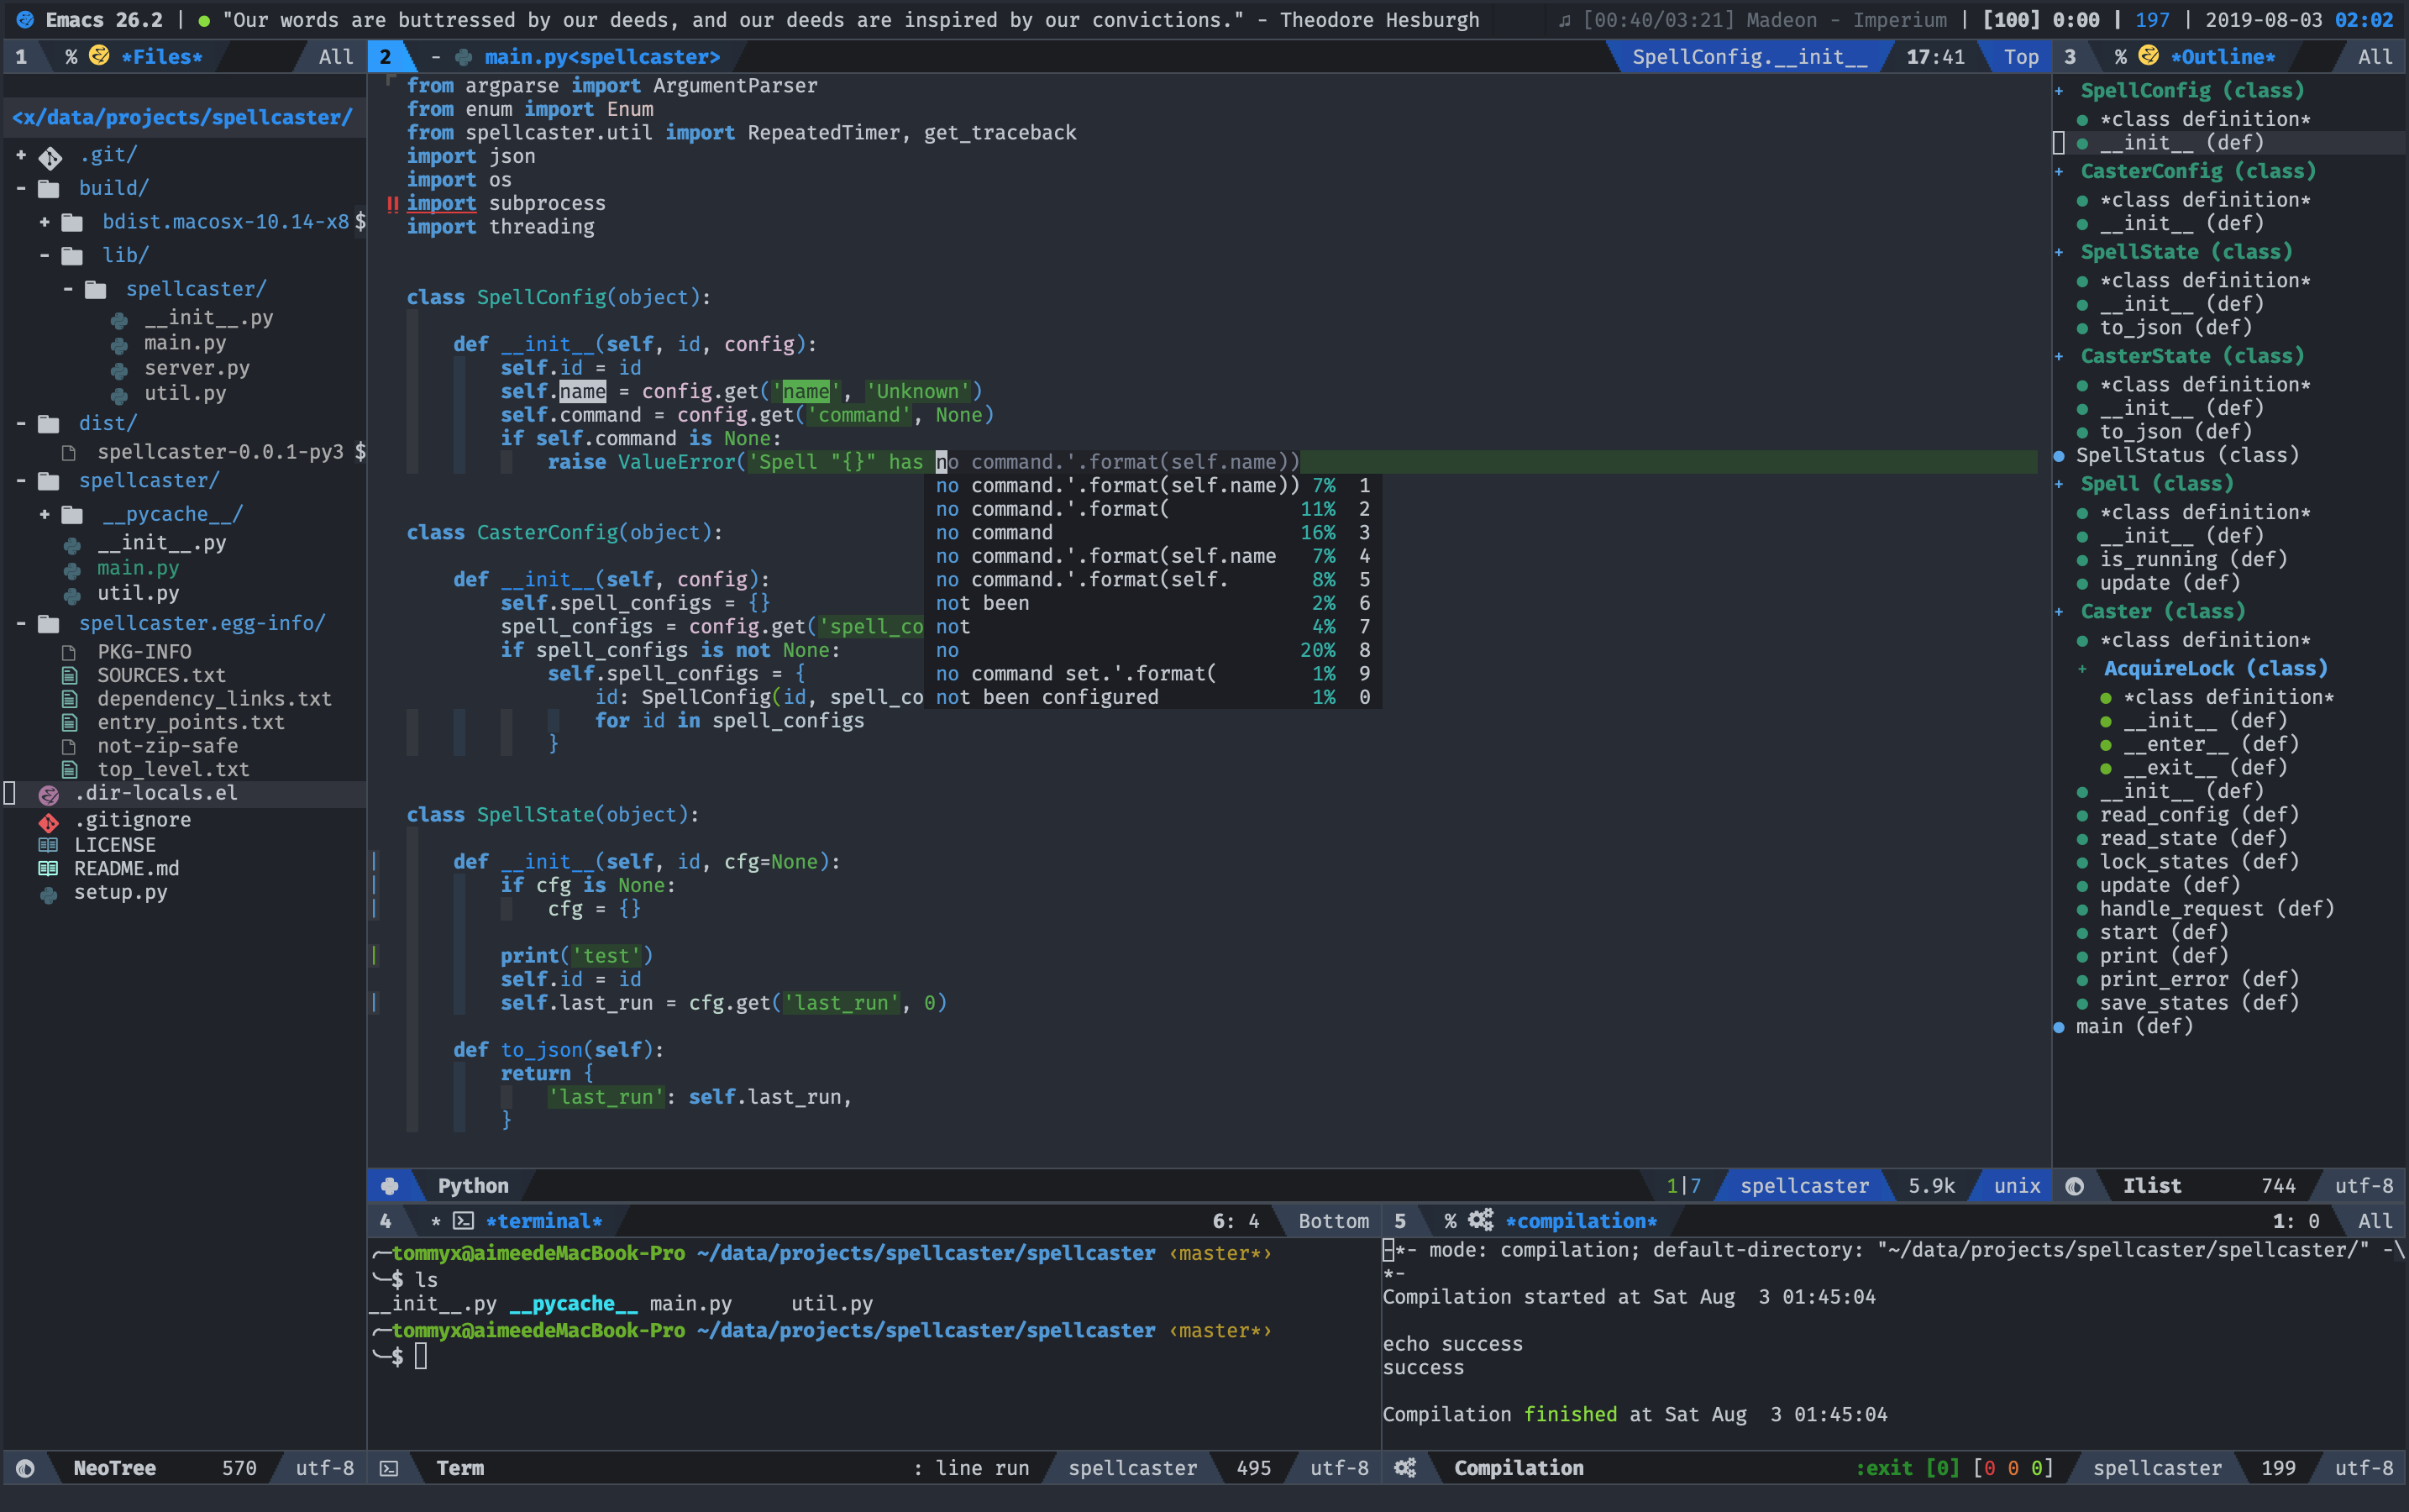 Emacs 26.2 | ● "Our words are buttressed by our deeds, and our deeds are inspired by our convictions." - Theodore Hesburgh ♫ [00:40/03:21] Madeon - Imperium | [100] 0:00 | 197 | 2019-08-03 02:02
1 % *Files* All
<x/data/projects/spellcaster/
+ .git/
- build/
+ bdist.macosx-10.14-x8$
- lib/
- spellcaster/
__init__.py
main.py
server.py
util.py
- dist/
spellcaster-0.0.1-py3 $
- spellcaster/
+ __pycache__/
__init__.py
main.py
util.py
- spellcaster.egg-info/
PKG-INFO
SOURCES.txt
dependency_links.txt
entry_points.txt
not-zip-safe
top_level.txt
.dir-locals.el
.gitignore
LICENSE
README.md
setup.py
NeoTree 570 utf-8
2 - main.py<spellcaster> SpellConfig.__init__ 17:41 Top
from argparse import ArgumentParser
from enum import Enum
from spellcaster.util import RepeatedTimer, get_traceback
import json
import os
!! import subprocess
import threading
class SpellConfig(object):
def __init__(self, id, config):
self.id = id
self.name = config.get('name', 'Unknown')
self.command = config.get('command', None)
if self.command is None:
raise ValueError('Spell "{}" has no command.'.format(self.name))
no command.'.format(self.name)) 7% 1
no command.'.format( 11% 2
no command 16% 3
no command.'.format(self.name 7% 4
no command.'.format(self. 8% 5
not been 2% 6
not 4% 7
no 20% 8
no command set.'.format( 1% 9
not been configured 1% 0
class CasterConfig(object):
def __init__(self, config):
self.spell_configs = {}
spell_configs = config.get('spell_co
if spell_configs is not None:
self.spell_configs = {
id: SpellConfig(id, spell_co
for id in spell_configs
}
class SpellState(object):
def __init__(self, id, cfg=None):
if cfg is None:
cfg = {}
print('test')
self.id = id
self.last_run = cfg.get('last_run', 0)
def to_json(self):
return {
'last_run': self.last_run,
}
Python 1|7 spellcaster 5.9k unix
3 % *Outline* All
+ SpellConfig (class)
● *class definition*
● __init__ (def)
+ CasterConfig (class)
● *class definition*
● __init__ (def)
+ SpellState (class)
● *class definition*
● __init__ (def)
● to_json (def)
+ CasterState (class)
● *class definition*
● __init__ (def)
● to_json (def)
● SpellStatus (class)
+ Spell (class)
● *class definition*
● __init__ (def)
● is_running (def)
● update (def)
+ Caster (class)
● *class definition*
+ AcquireLock (class)
● *class definition*
● __init__ (def)
● __enter__ (def)
● __exit__ (def)
● __init__ (def)
● read_config (def)
● read_state (def)
● lock_states (def)
● update (def)
● handle_request (def)
● start (def)
● print (def)
● print_error (def)
● save_states (def)
● main (def)
Ilist 744 utf-8
4 * *terminal* 6: 4 Bottom
╭─tommyx@aimeedeMacBook-Pro ~/data/projects/spellcaster/spellcaster ‹master*›
╰─$ ls
__init__.py __pycache__ main.py util.py
╭─tommyx@aimeedeMacBook-Pro ~/data/projects/spellcaster/spellcaster ‹master*›
╰─$
Term : line run spellcaster 495 utf-8
5 % *compilation* 1: 0 All
-*- mode: compilation; default-directory: "~/data/projects/spellcaster/spellcaster/" -\
*-
Compilation started at Sat Aug 3 01:45:04
echo success
success
Compilation finished at Sat Aug 3 01:45:04
Compilation :exit [0] [0 0 0] spellcaster 199 utf-8